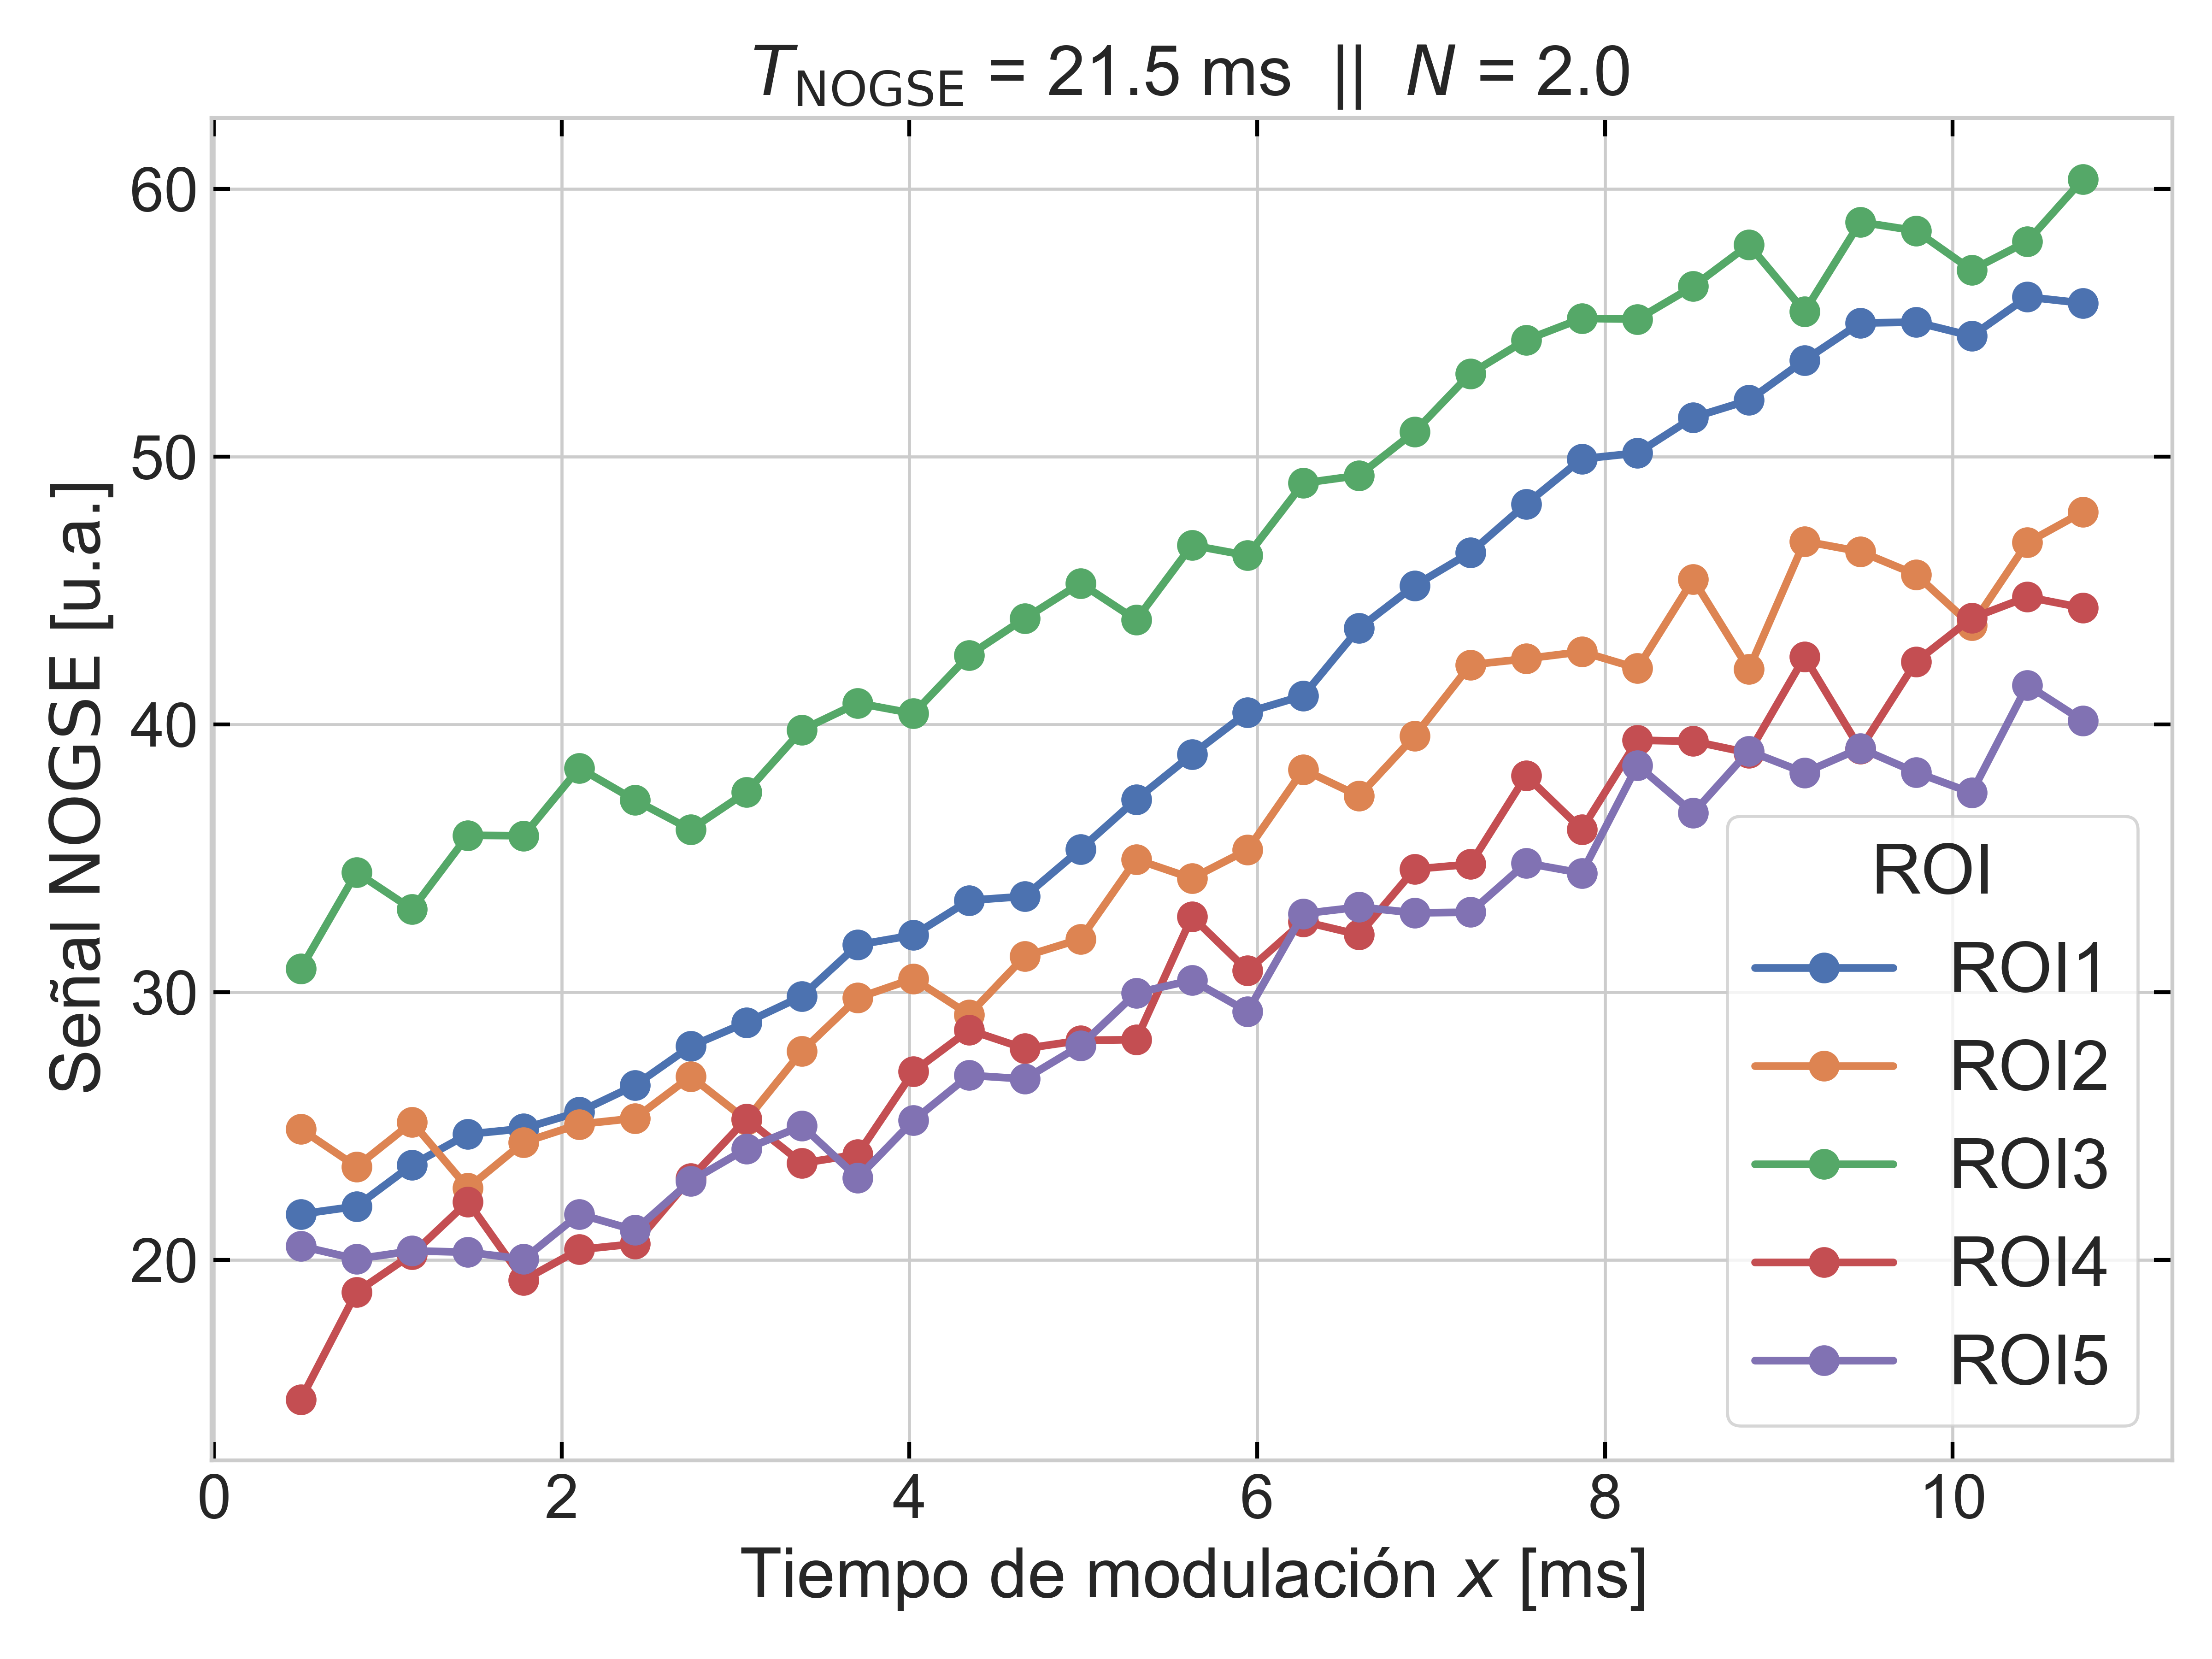 T_NOGSE = 21.5 ms || N = 2.0
Señal NOGSE [u.a.]
60
50
40
30
20
0 2 4 6 8 10
Tiempo de modulación x [ms]
ROI
ROI1
ROI2
ROI3
ROI4
ROI5